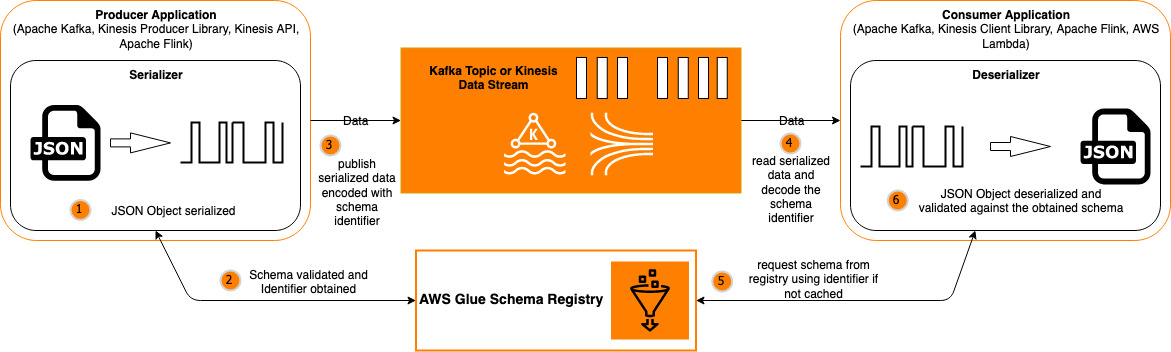 Producer Application
(Apache Kafka, Kinesis Producer Library, Kinesis API,
Apache Flink)
Serializer
JSON
1
JSON Object serialized
Data
3
publish
serialized data
encoded with
schema
identifier
Kafka Topic or Kinesis
Data Stream
K
Data
4
read serialized
data and
decode the
schema
identifier
Consumer Application
(Apache Kafka, Kinesis Client Library, Apache Flink, AWS
Lambda)
Deserializer
JSON
6
JSON Object deserialized and
validated against the obtained schema
2
Schema validated and
Identifier obtained
AWS Glue Schema Registry
5
request schema from
registry using identifier if
not cached